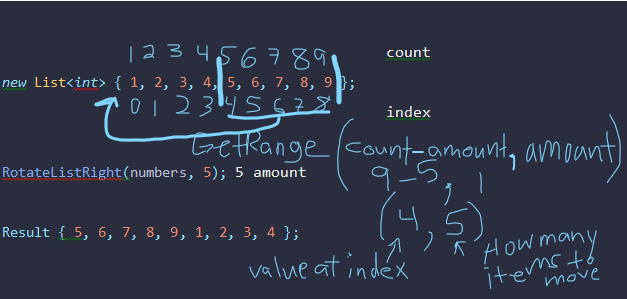 1 2 3 4 5 6 7 8 9
count
new List<int> { 1, 2, 3, 4, 5, 6, 7, 8, 9 };
0 1 2 3 4 5 6 7 8
index
GetRange (count-amount, amount)
RotateListRight(numbers, 5); 5 amount
9-5, 1
(4, 5)
Result { 5, 6, 7, 8, 9, 1, 2, 3, 4 };
value at index
How many
items to
move